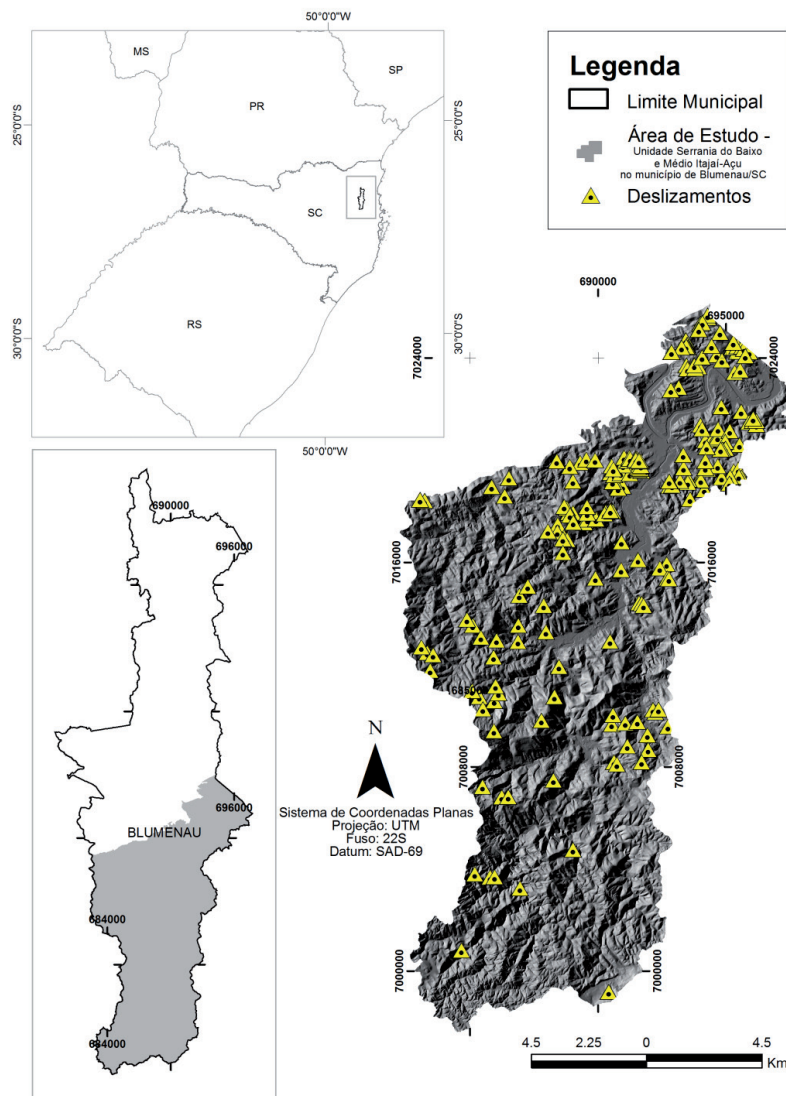 50°0'0"W
MS
SP
PR
25°0'0"S
25°0'0"S
SC
RS
30°0'0"S
30°0'0"S
50°0'0"W
Legenda
Limite Municipal
Área de Estudo -
Unidade Serrania do Baixo
e Médio Itajaí-Açu
no município de Blumenau/SC
Deslizamentos
690000
695000
7024000
7024000
7016000
7016000
685000
7008000
7008000
7000000
7000000
690000
696000
696000
BLUMENAU
684000
684000
N
Sistema de Coordenadas Planas
Projeção: UTM
Fuso: 22S
Datum: SAD-69
4.5 2.25 0 4.5
Km